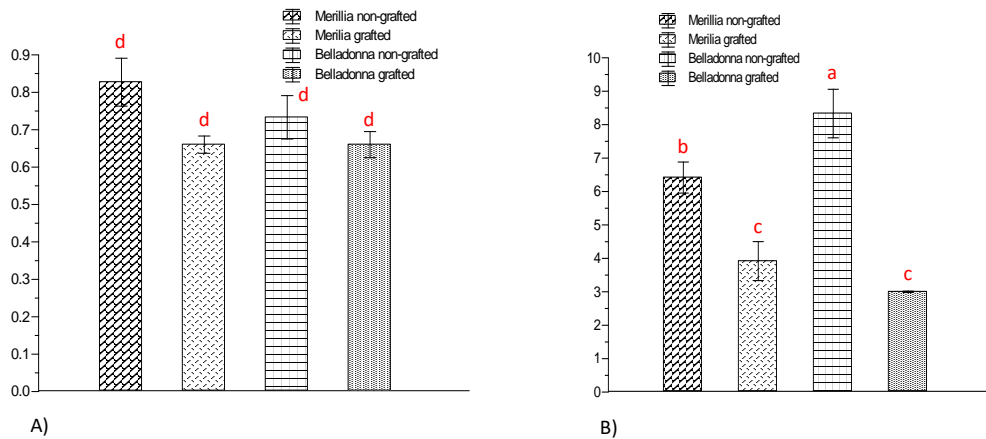 Merillia non-grafted
Merilia grafted
Belladonna non-grafted
Belladonna grafted
0.9
0.8
0.7
0.6
0.5
0.4
0.3
0.2
0.1
0.0
d
d
d
d
A)
Merillia non-grafted
Merilia grafted
Belladonna non-grafted
Belladonna grafted
10
9
8
7
6
5
4
3
2
1
0
b
c
a
c
B)